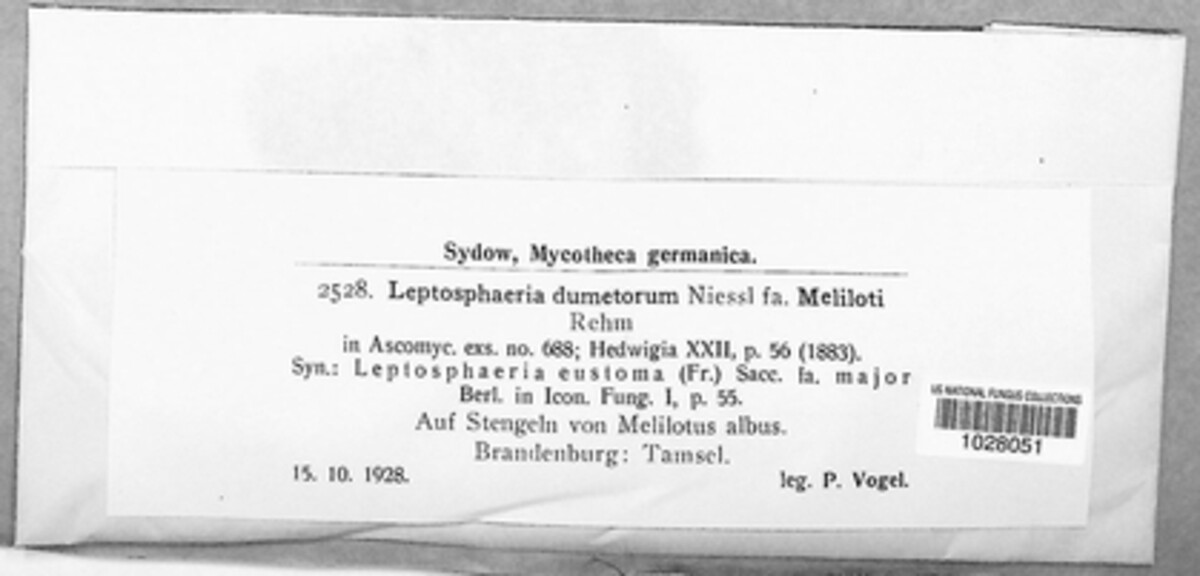 Sydow, Mycotheca germanica.
2528. Leptosphaeria dumetorum Niessl fa. Meliloti
Rehm
in Ascomyc. exs. no. 688; Hedwigia XXII, p. 56 (1883).
Syn.: Leptosphaeria eustoma (Fr.) Sacc. fa. major
Berl. in Icon. Fung. I, p. 55.
Auf Stengeln von Melilotus albus.
Brandenburg: Tamsel.
15. 10. 1928. leg. P. Vogel.
US NATIONAL FUNGUS COLLECTIONS
1028051